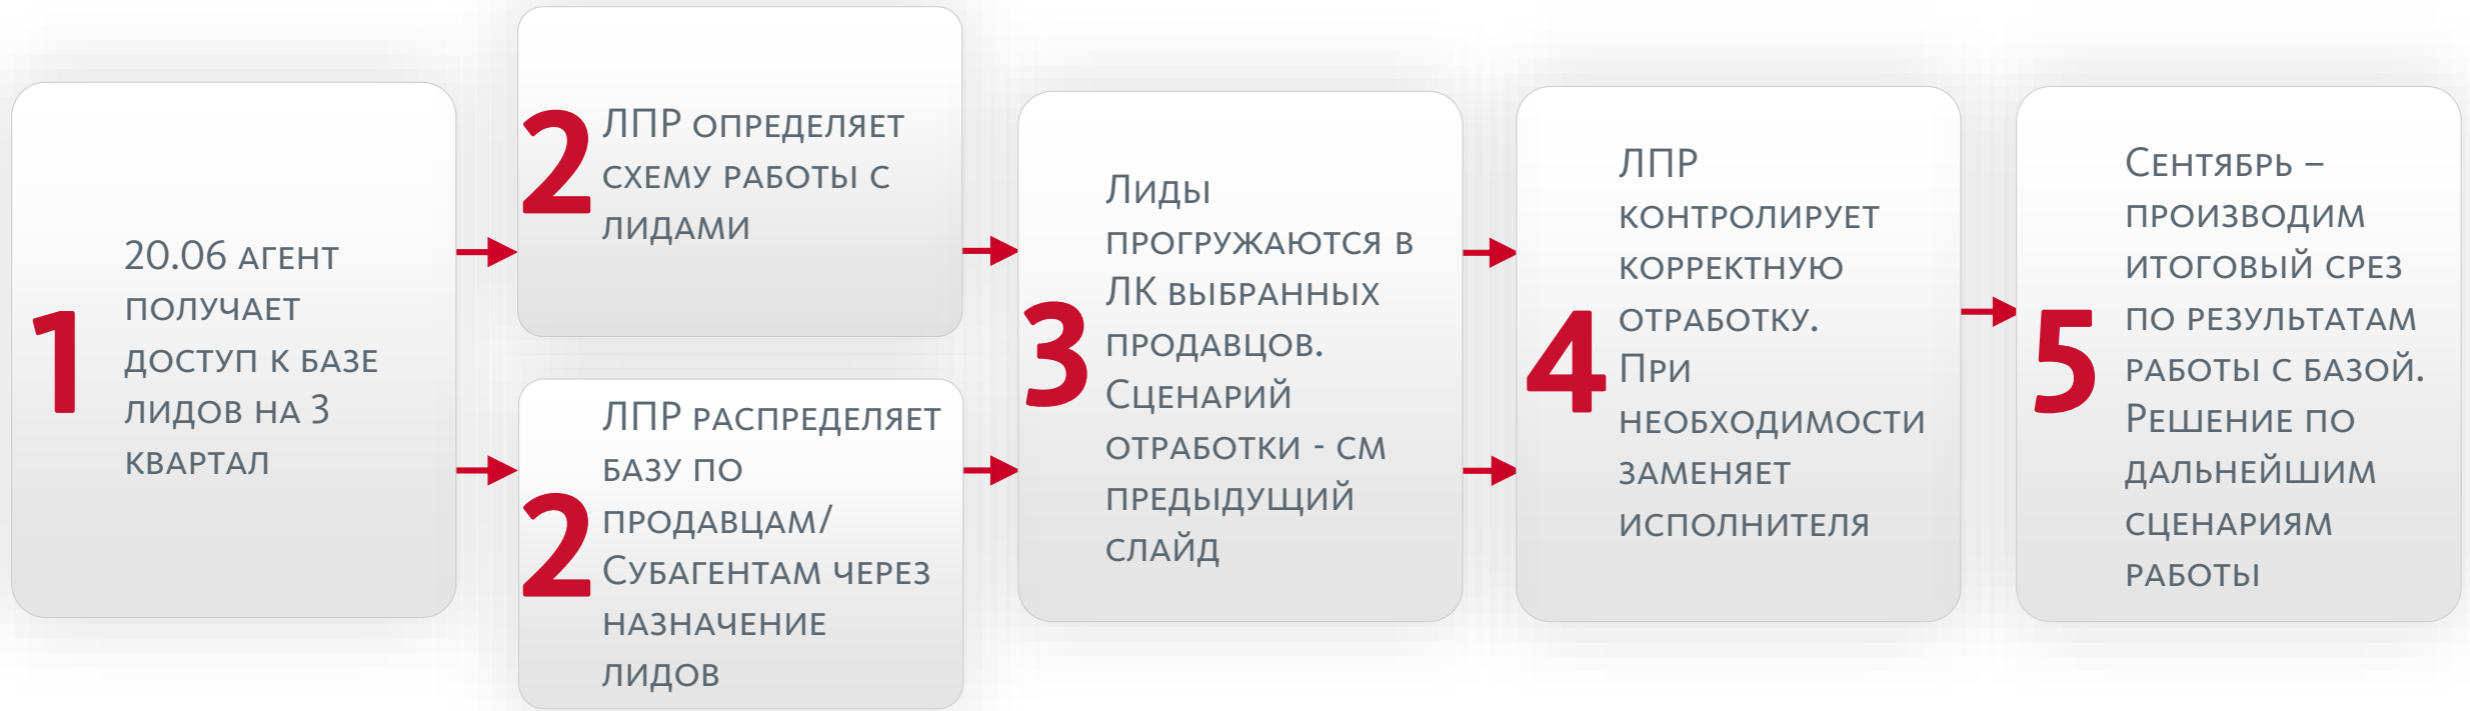 1
20.06 агент
получает
доступ к базе
лидов на 3
квартал
2
ЛПР определяет
схему работы с
лидами
2
ЛПР распределяет
базу по
продавцам/
Субагентам через
назначение
лидов
3
Лиды
прогружаются в
ЛК выбранных
продавцов.
Сценарий
отработки - см
предыдущий
слайд
4
ЛПР
контролирует
корректную
отработку.
При
необходимости
заменяет
исполнителя
5
Сентябрь –
производим
итоговый срез
по результатам
работы с базой.
Решение по
дальнейшим
сценариям
работы